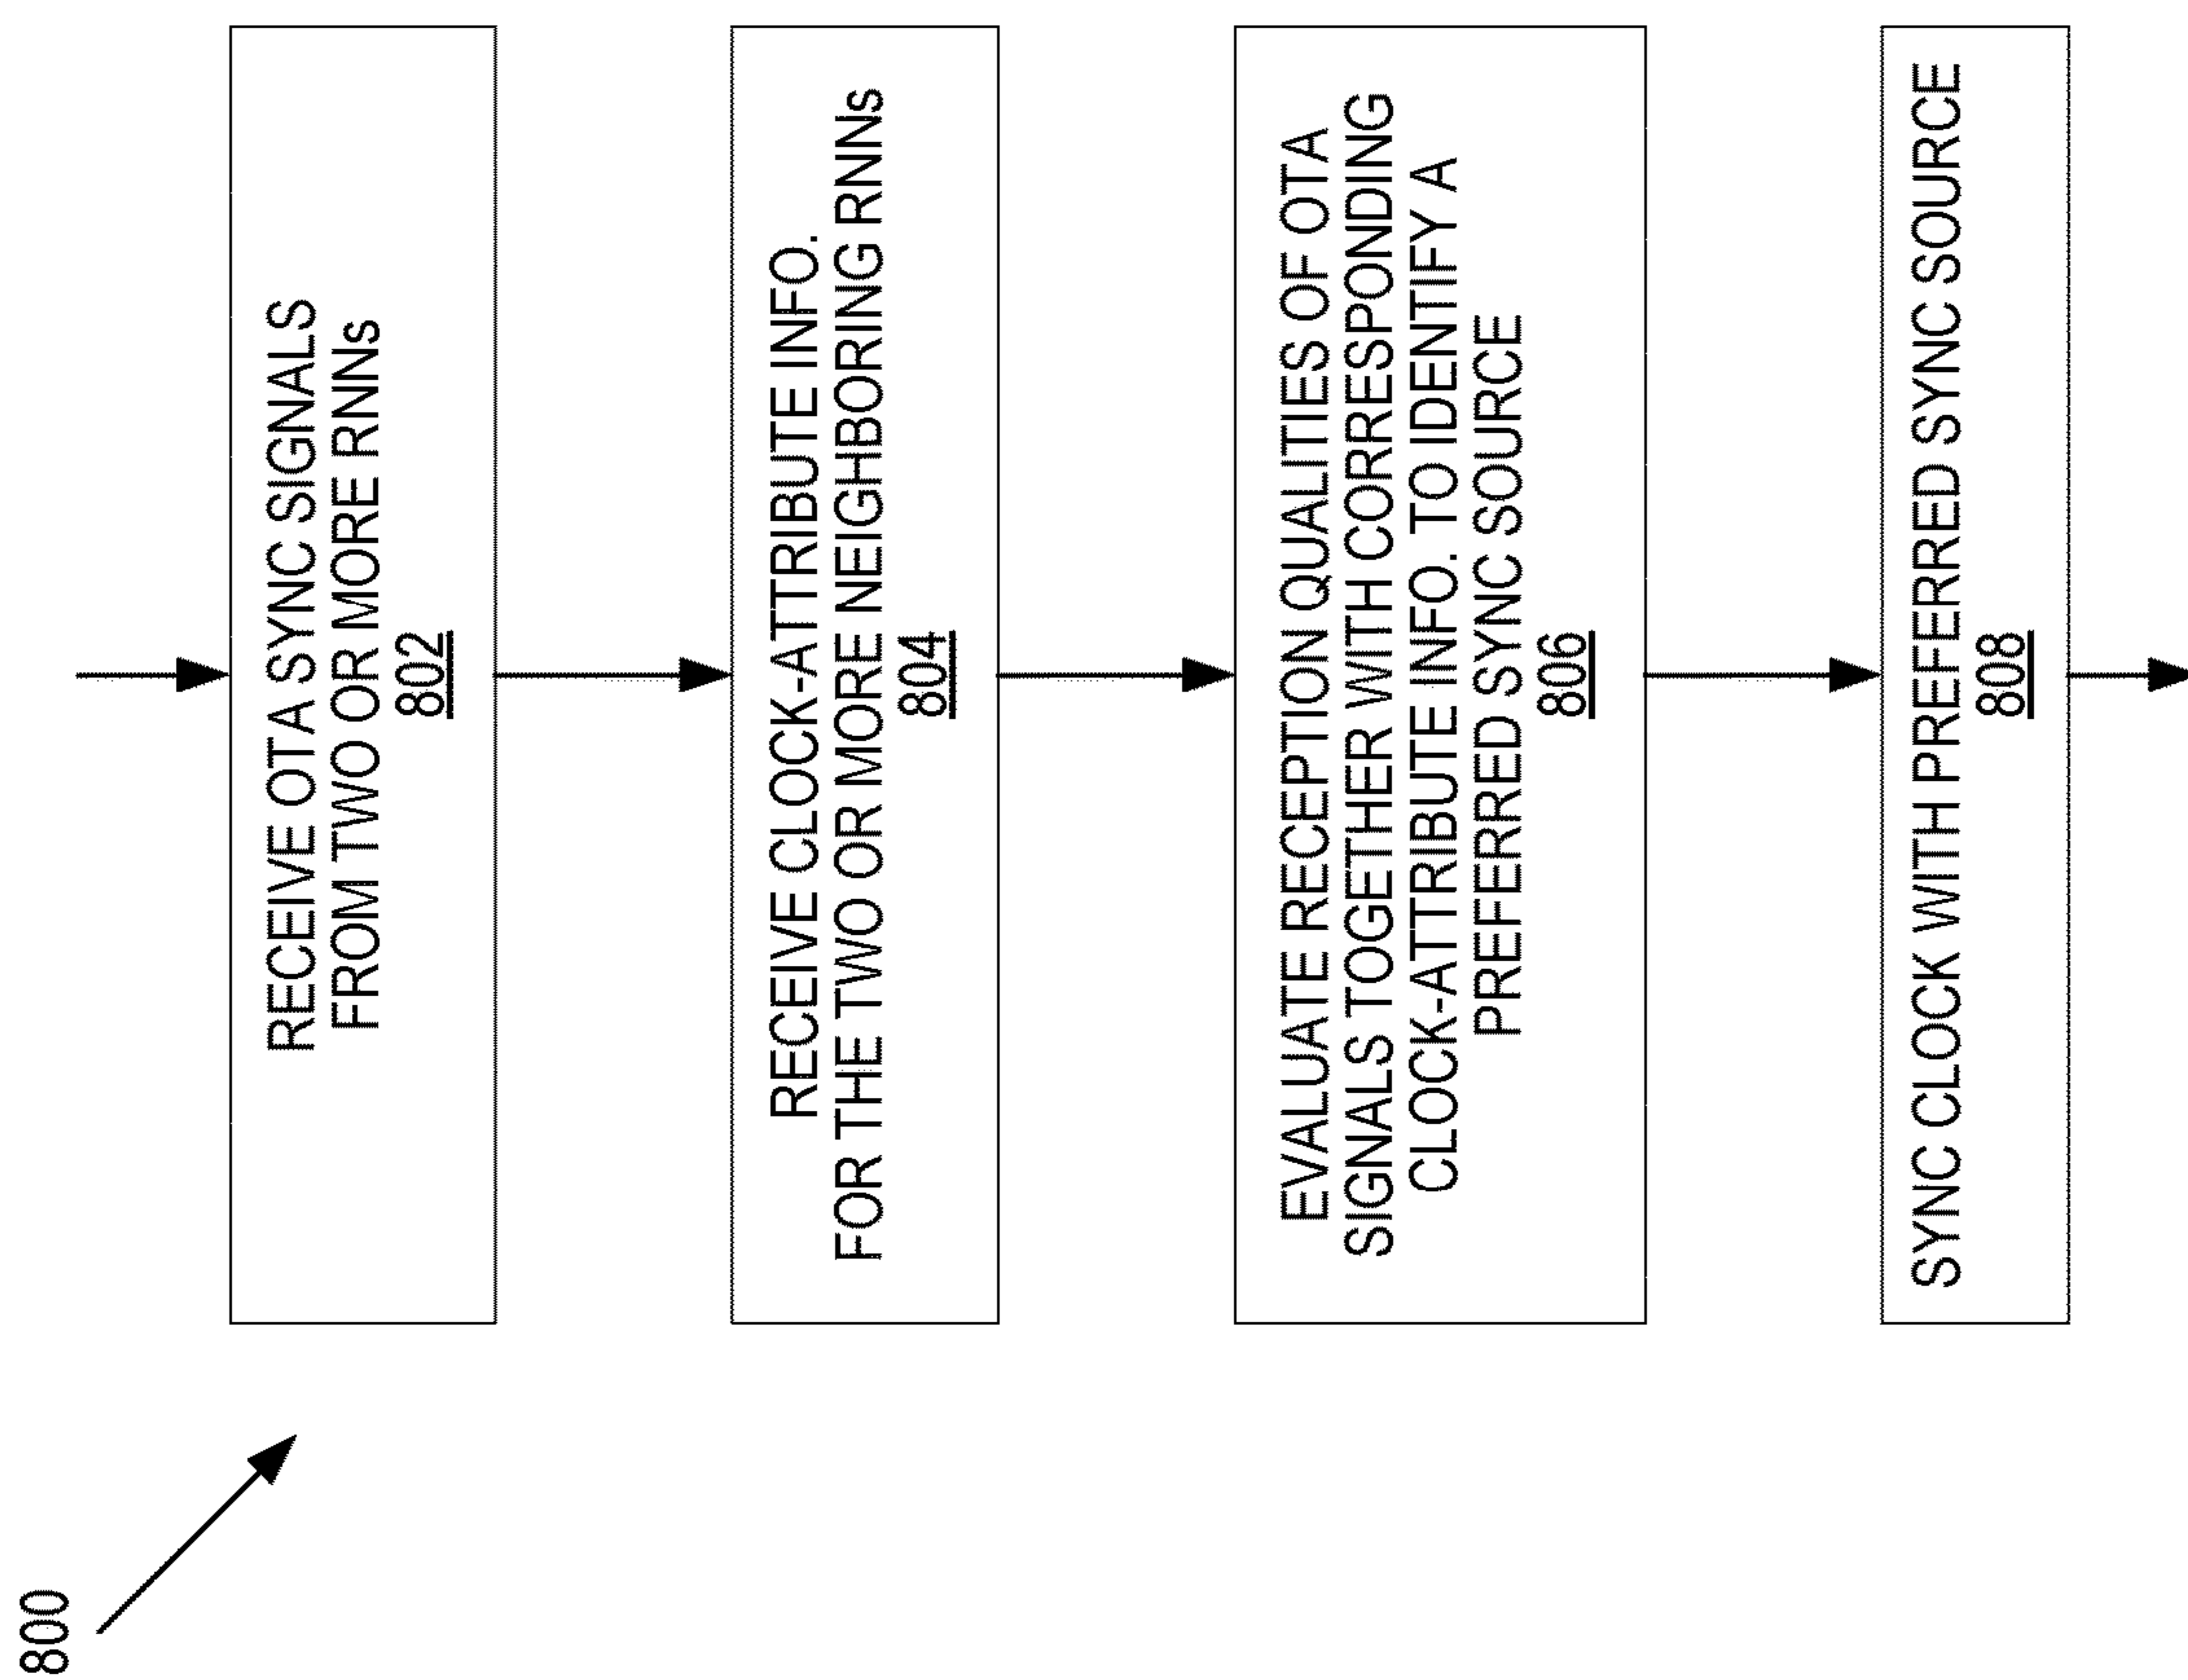 800
RECEIVE OTA SYNC SIGNALS
FROM TWO OR MORE RNNs
802
RECEIVE CLOCK-ATTRIBUTE INFO.
FOR THE TWO OR MORE NEIGHBORING RNNs
804
EVALUATE RECEPTION QUALITIES OF OTA
SIGNALS TOGETHER WITH CORRESPONDING
CLOCK-ATTRIBUTE INFO. TO IDENTIFY A
PREFERRED SYNC SOURCE
806
SYNC CLOCK WITH PREFERRED SYNC SOURCE
808